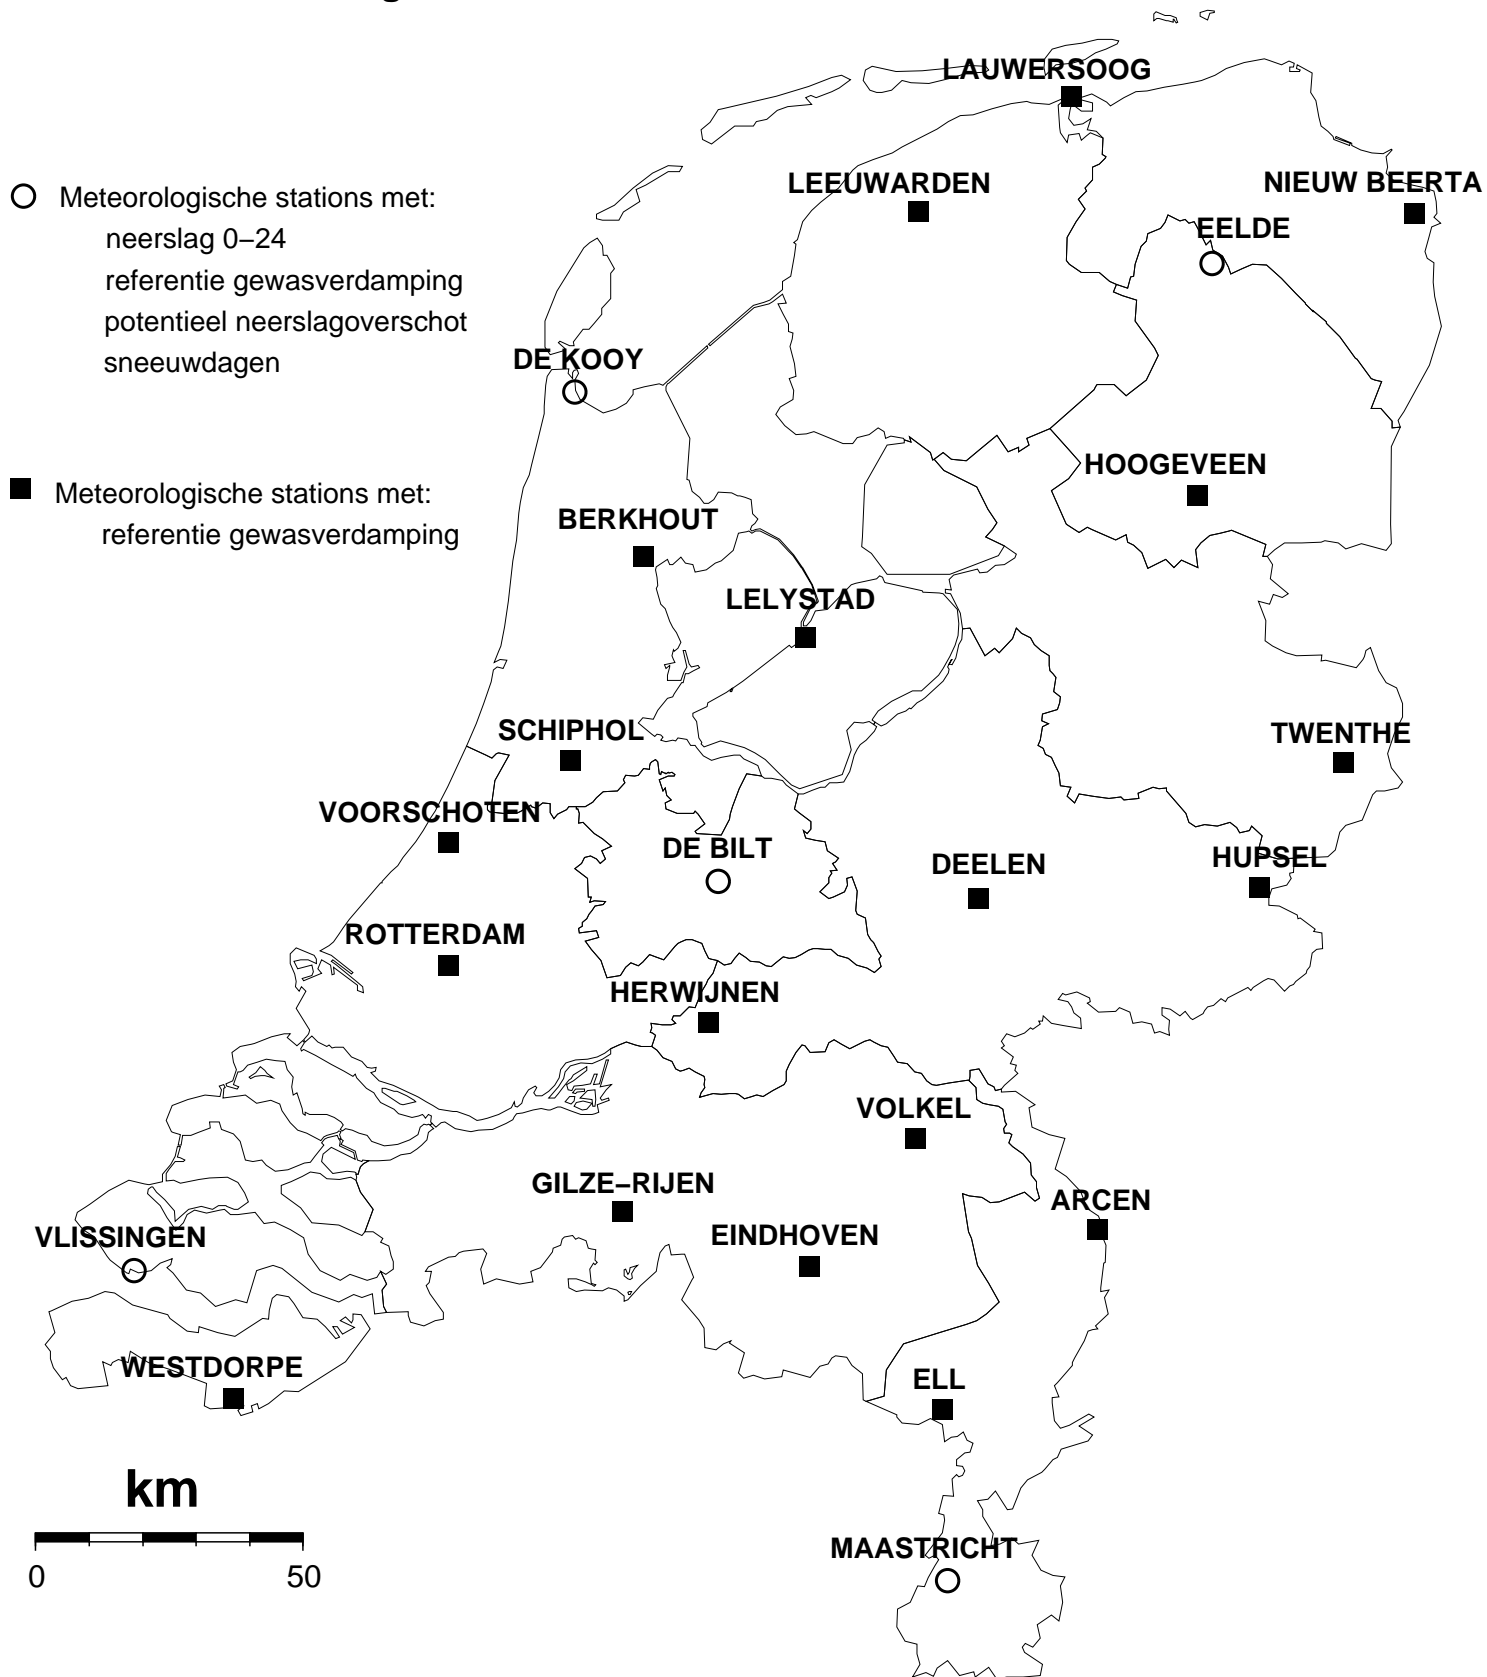 LAUWERSOOG
LEEUWARDEN
NIEUW BEERTA
Meteorologische stations met:
neerslag 0–24
referentie gewasverdamping
potentieel neerslagoverschot
sneeuwdagen
EELDE
DE KOOY
HOOGEVEEN
Meteorologische stations met:
referentie gewasverdamping
BERKHOUT
LELYSTAD
SCHIPHOL
TWENTHE
VOORSCHOTEN
DE BILT
DEELEN
HUPSEL
ROTTERDAM
HERWIJNEN
VOLKEL
GILZE–RIJEN
ARCEN
VLISSINGEN
EINDHOVEN
WESTDORPE
ELL
km
0 50
MAASTRICHT